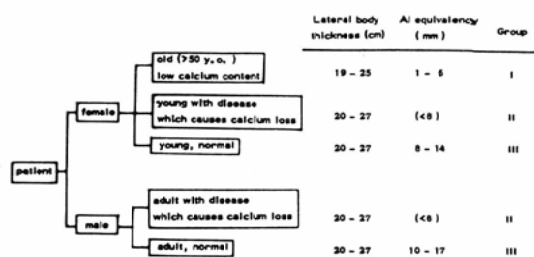 Lateral body Al equivalency Group
thickness (cm) (mm)
old (>50 y.o.)
low calcium content 19 - 25 1 - 6 I
female young with disease
which causes calcium loss 20 - 27 (<8) II
young, normal 20 - 27 8 - 14 III
patient
adult with disease
which causes calcium loss 20 - 27 (<8) II
male
adult, normal 20 - 27 10 - 17 III